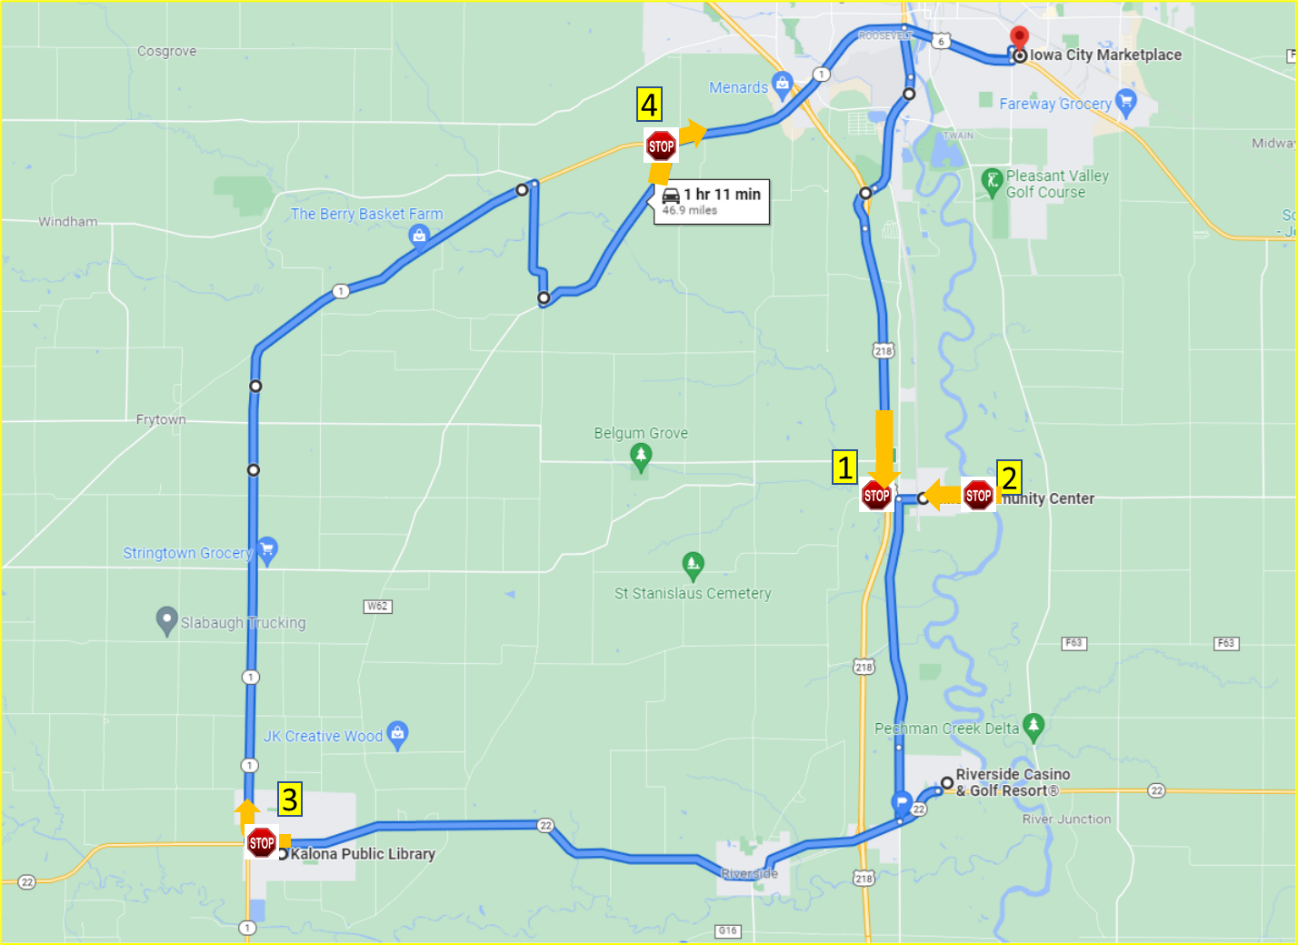 Cosgrove
ROOSEVELT
6
Iowa City Marketplace
F
1
Menards
4
Fareway Grocery
STOP
TWAIN
Midway
Pleasant Valley
Golf Course
1 hr 11 min
46.9 miles
The Berry Basket Farm
Windham
So
- Jo
1
218
Frytown
Belgum Grove
1
2
STOP
STOP
munity Center
Stringtown Grocery
St Stanislaus Cemetery
W62
Slabaugh Trucking
F63
F63
218
1
Pechman Creek Delta
JK Creative Wood
1
Riverside Casino
& Golf Resort®
22
3
22
River Junction
22
STOP
Kalona Public Library
Riverside
22
218
1
G16